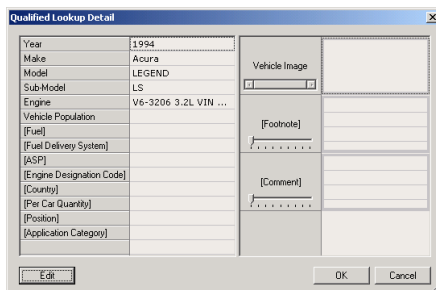 Qualified Lookup Detail
Year 1994
Make Acura
Model LEGEND
Sub-Model LS
Engine V6-3206 3.2L VIN ...
Vehicle Population
[Fuel]
[Fuel Delivery System]
[ASP]
[Engine Designation Code]
[Country]
[Per Car Quantity]
[Position]
[Application Category]
Vehicle Image
[Footnote]
[Comment]
Edit
OK
Cancel